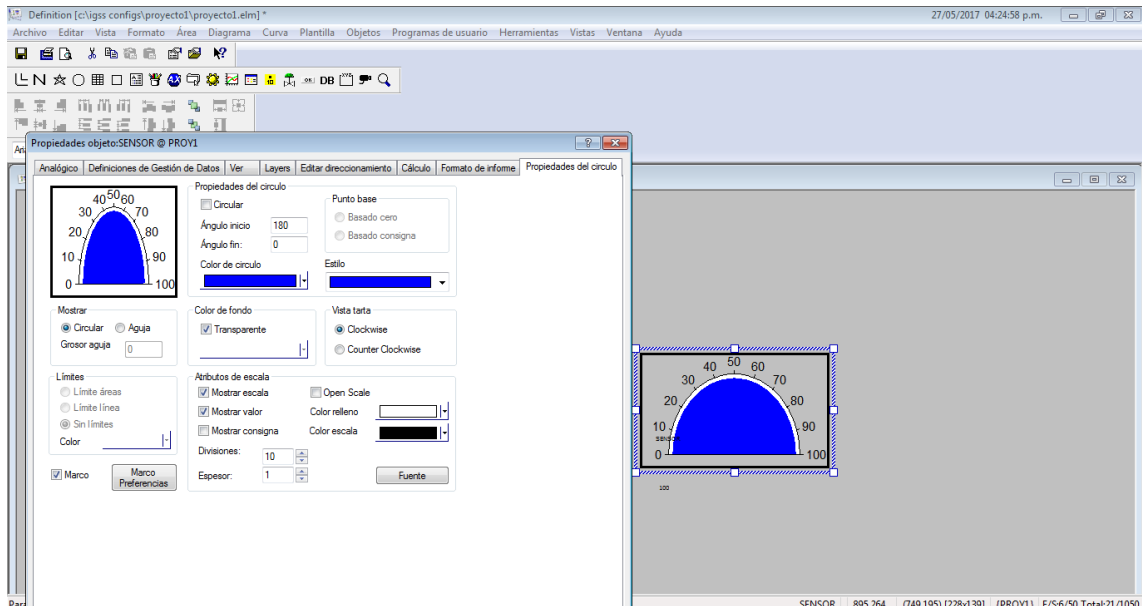 Definition [c:\igss configs\proyecto1\proyecto1.elm] *
27/05/2017 04:24:58 p.m.
Archivo Editar Vista Formato Área Diagrama Curva Plantilla Objetos Programas de usuario Herramientas Vistas Ventana Ayuda
DB
Propiedades objeto:SENSOR @ PROY1
Analógico Definiciones de Gestión de Datos Ver Layers Editar direccionamiento Cálculo Formato de informe Propiedades del circulo
0 10 20 30 40 50 60 70 80 90 100
Propiedades del circulo
Circular
Ángulo inicio 180
Ángulo fin: 0
Color de circulo
Punto base
Basado cero
Basado consigna
Estilo
Mostrar
Circular Aguja
Grosor aguja 0
Color de fondo
Transparente
Vista tarta
Clockwise
Counter Clockwise
Límites
Límite áreas
Límite línea
Sin límites
Color
Atributos de escala
Mostrar escala
Open Scale
Mostrar valor
Color relleno
Mostrar consigna
Color escala
Divisiones: 10
Espesor: 1
Fuente
Marco
Marco Preferencias
0 10 20 30 40 50 60 70 80 90 100
SENSOR
100
SENSOR 895,264 (749,195) [228x139] (PROY1) E/S:6/50 Total:21/1050